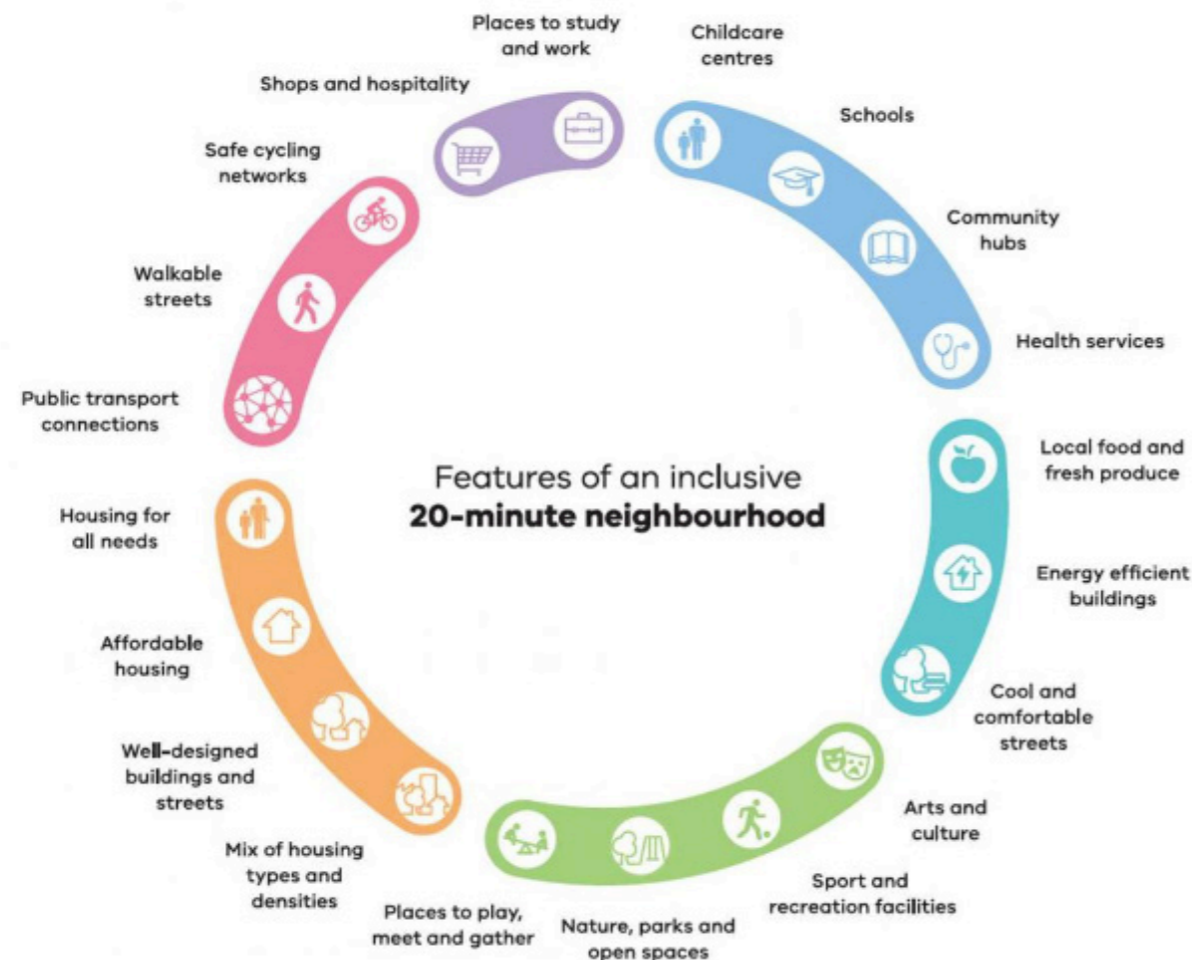 Places to study
and work
Childcare
centres
Shops and hospitality
Schools
Safe cycling
networks
Community
hubs
Walkable
streets
Health services
Public transport
connections
Local food and
fresh produce
Features of an inclusive
20-minute neighbourhood
Housing for
all needs
Energy efficient
buildings
Affordable
housing
Cool and
comfortable
streets
Well-designed
buildings and
streets
Arts and
culture
Mix of housing
types and
densities
Sport and
recreation facilities
Places to play,
meet and gather
Nature, parks and
open spaces